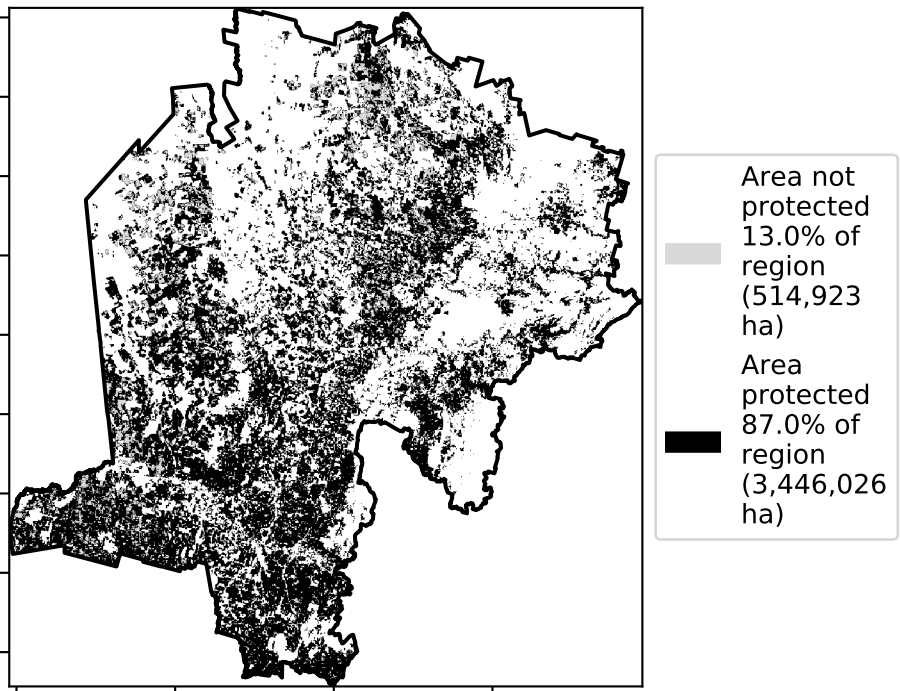 Area not
protected
13.0% of
region
(514,923
ha)
Area
protected
87.0% of
region
(3,446,026
ha)